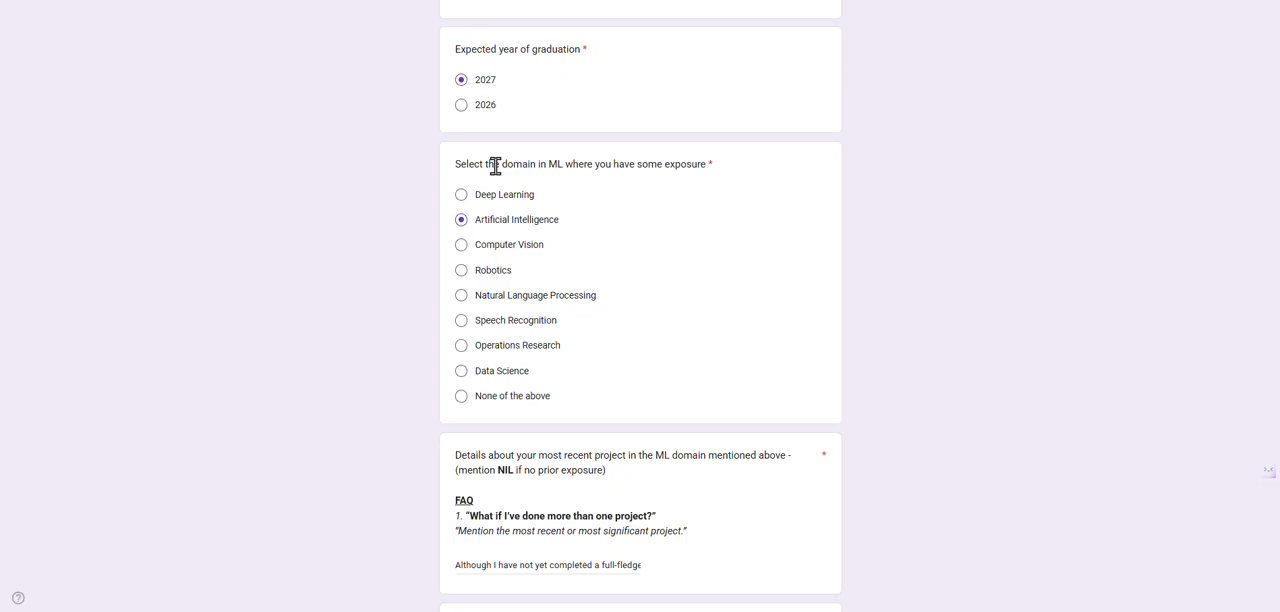 Expected year of graduation *
2027
2026
Select the domain in ML where you have some exposure *
Deep Learning
Artificial Intelligence
Computer Vision
Robotics
Natural Language Processing
Speech Recognition
Operations Research
Data Science
None of the above
Details about your most recent project in the ML domain mentioned above - *
(mention NIL if no prior exposure)
FAQ
1. “What if I’ve done more than one project?”
“Mention the most recent or most significant project.”
Although I have not yet completed a full-fledge